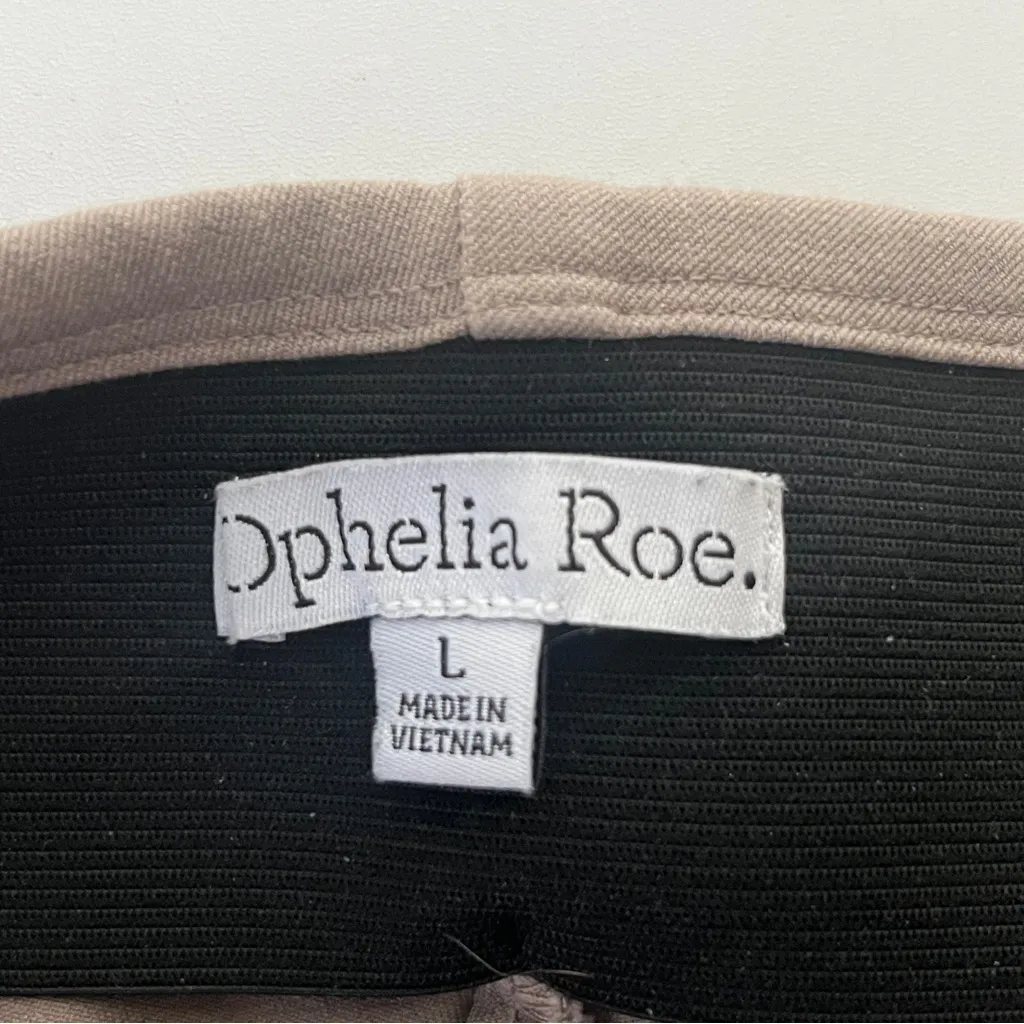 Ophelia Roe.
L
MADE IN
VIETNAM